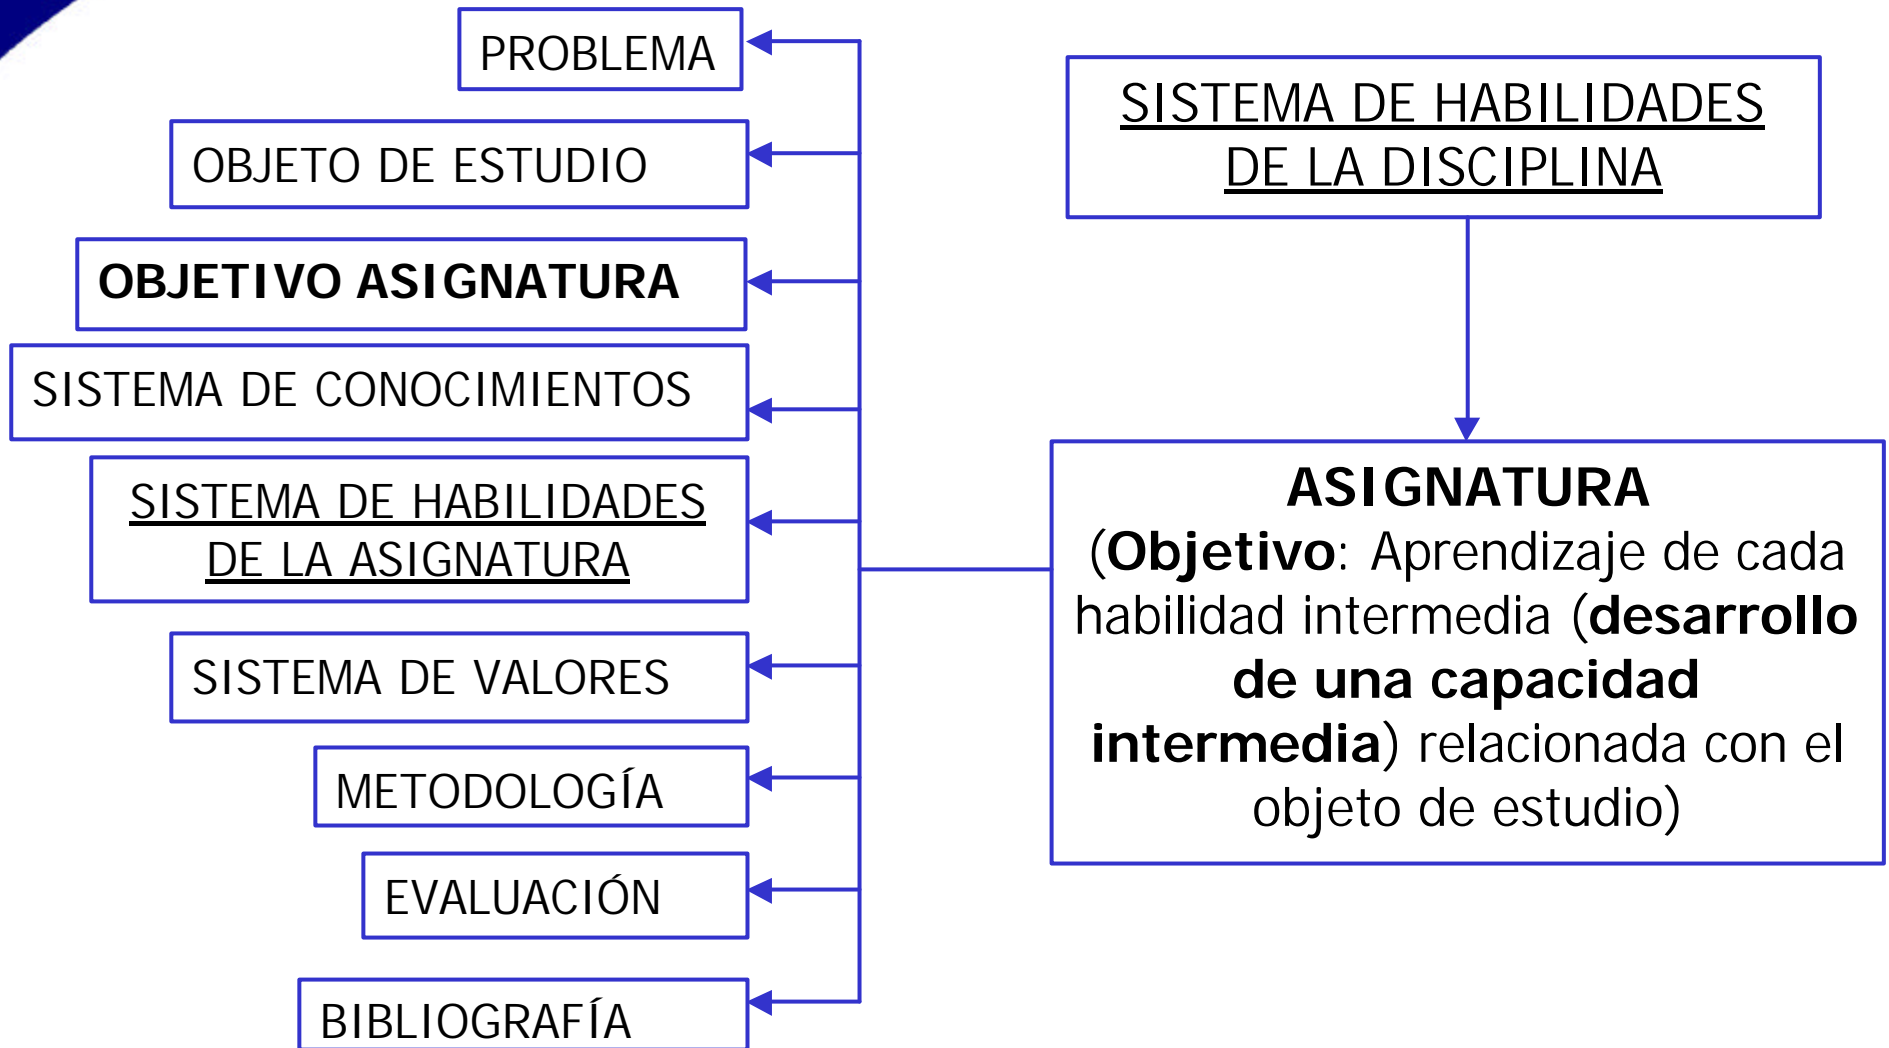 PROBLEMA
OBJETO DE ESTUDIO
OBJETIVO ASIGNATURA
SISTEMA DE CONOCIMIENTOS
SISTEMA DE HABILIDADES
DE LA ASIGNATURA
SISTEMA DE VALORES
METODOLOGÍA
EVALUACIÓN
BIBLIOGRAFÍA
SISTEMA DE HABILIDADES
DE LA DISCIPLINA
ASIGNATURA
(Objetivo: Aprendizaje de cada
habilidad intermedia (desarrollo
de una capacidad
intermedia) relacionada con el
objeto de estudio)